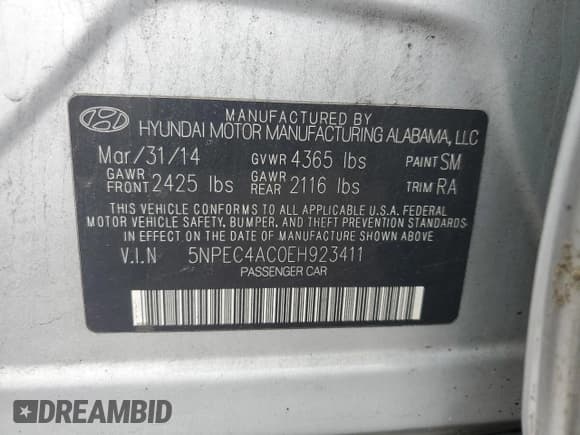 MANUFACTURED BY
HYUNDAI MOTOR MANUFACTURING ALABAMA, LLC
Mar/31/14 GVWR 4365 lbs PAINT SM
GAWR FRONT 2425 lbs GAWR REAR 2116 lbs TRIM RA
THIS VEHICLE CONFORMS TO ALL APPLICABLE U.S.A. FEDERAL
MOTOR VEHICLE SAFETY, BUMPER, AND THEFT PREVENTION STANDARDS
IN EFFECT ON THE DATE OF MANUFACTURE SHOWN ABOVE.
V.I.N 5NPEC4AC0EH923411
PASSENGER CAR
DREAMBID